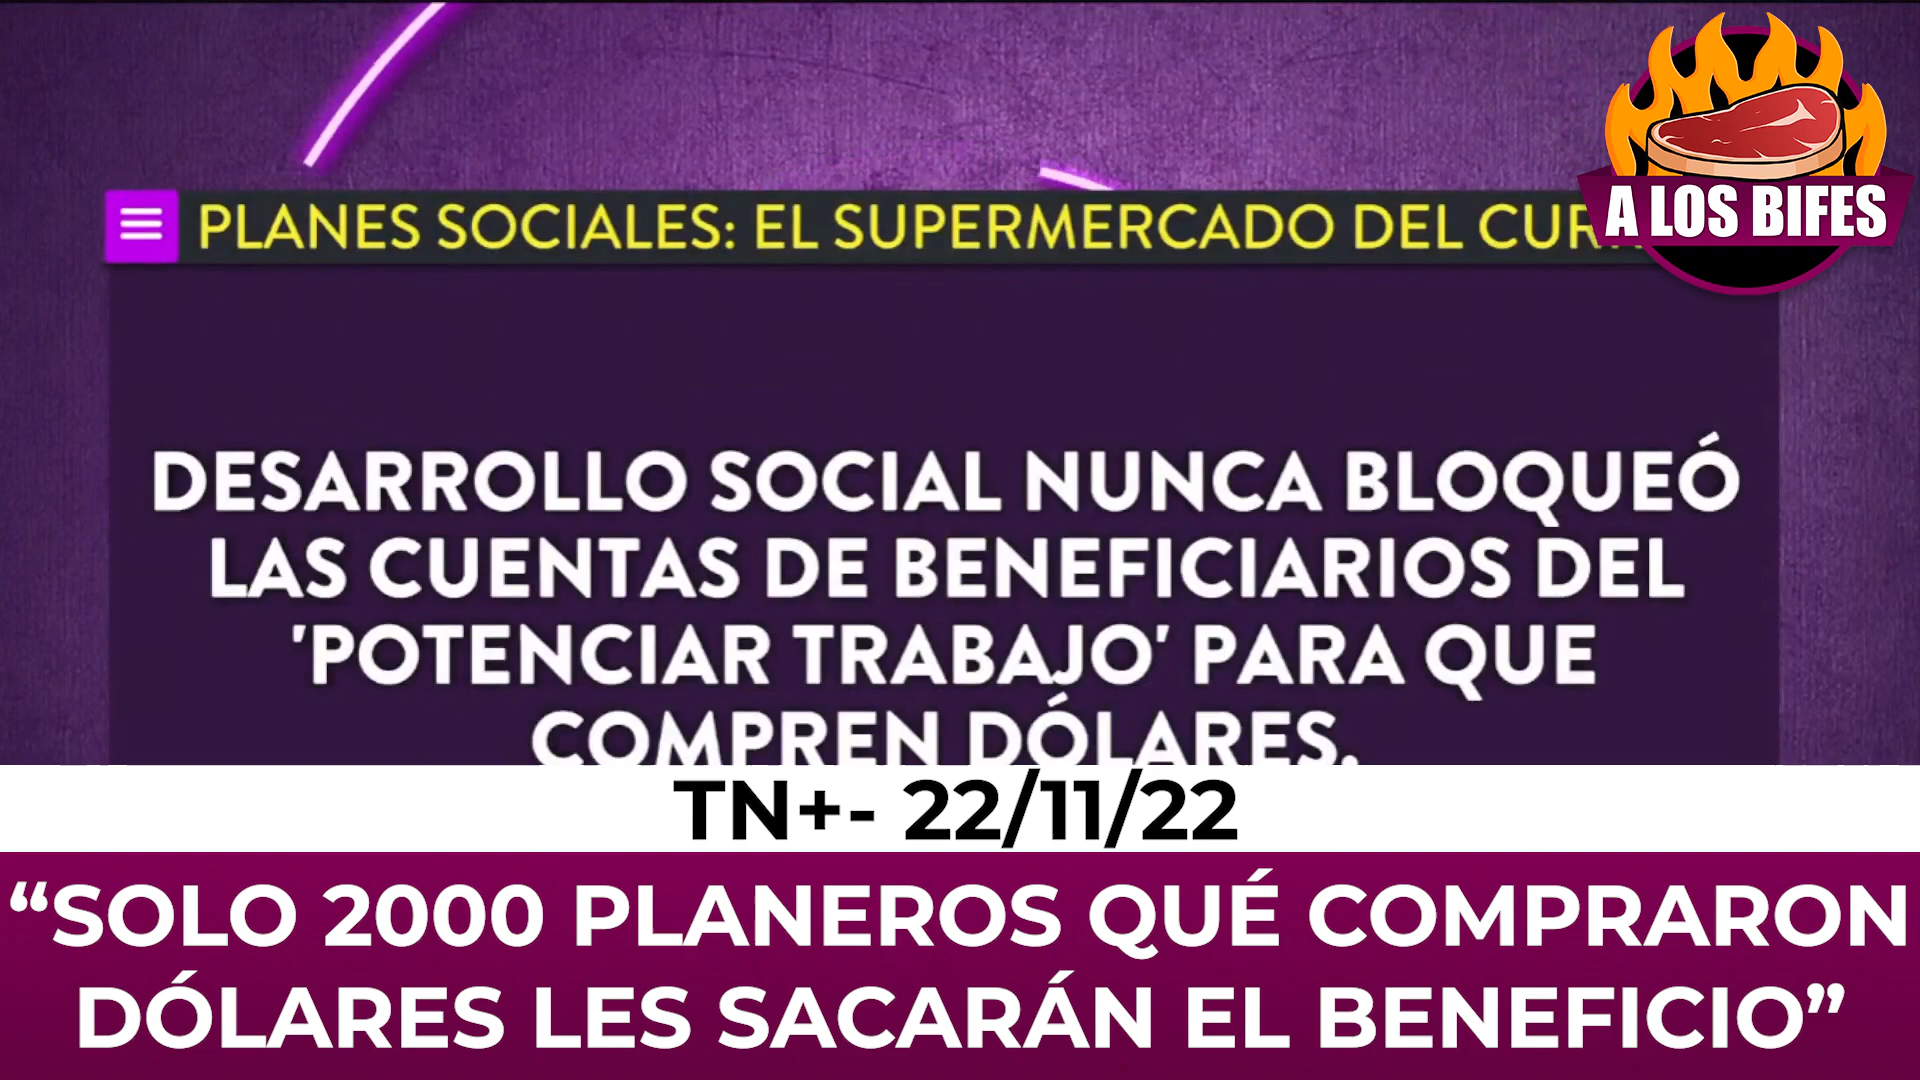 A LOS BIFES
PLANES SOCIALES: EL SUPERMERCADO DEL
DESARROLLO SOCIAL NUNCA BLOQUEÓ
LAS CUENTAS DE BENEFICIARIOS DEL
'POTENCIAR TRABAJO' PARA QUE
COMPREN DÓLARES.
TN+- 22/11/22
“SOLO 2000 PLANEROS QUÉ COMPRARON
DÓLARES LES SACARÁN EL BENEFICIO”